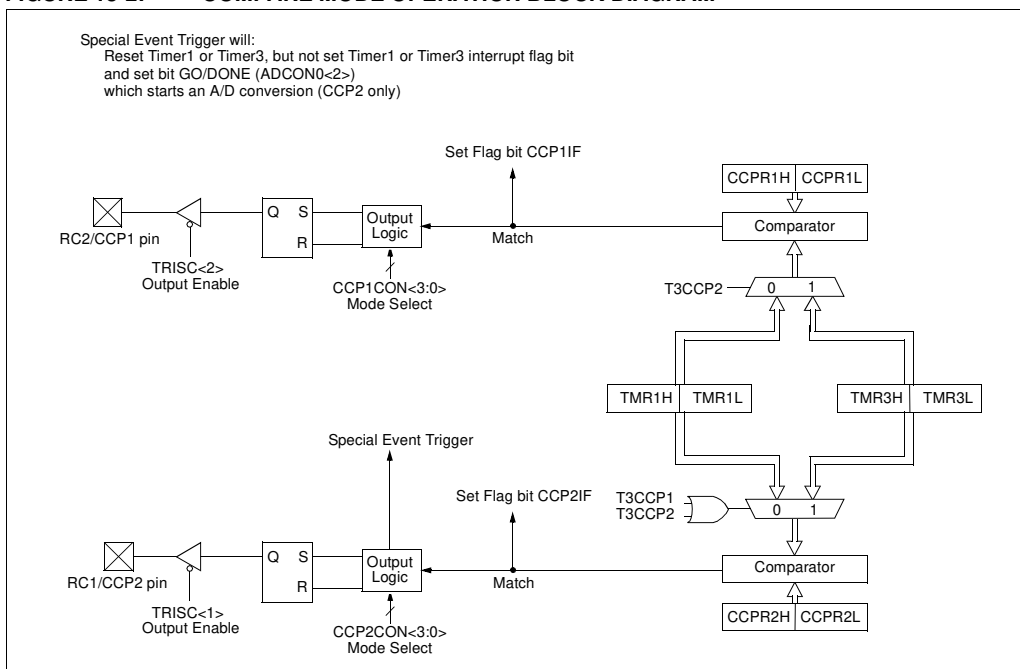 Special Event Trigger will:
Reset Timer1 or Timer3, but not set Timer1 or Timer3 interrupt flag bit
and set bit GO/DONE (ADCON0<2>)
which starts an A/D conversion (CCP2 only)
Set Flag bit CCP1IF
CCPR1H CCPR1L
Q S
R
Output
Logic
Comparator
RC2/CCP1 pin
Match
TRISC<2>
Output Enable
CCP1CON<3:0>
Mode Select
T3CCP2
0 1
TMR1H TMR1L
TMR3H TMR3L
Special Event Trigger
Set Flag bit CCP2IF
T3CCP1
T3CCP2
0 1
Q S
R
Output
Logic
Comparator
RC1/CCP2 pin
Match
TRISC<1>
Output Enable
CCP2CON<3:0>
Mode Select
CCPR2H CCPR2L